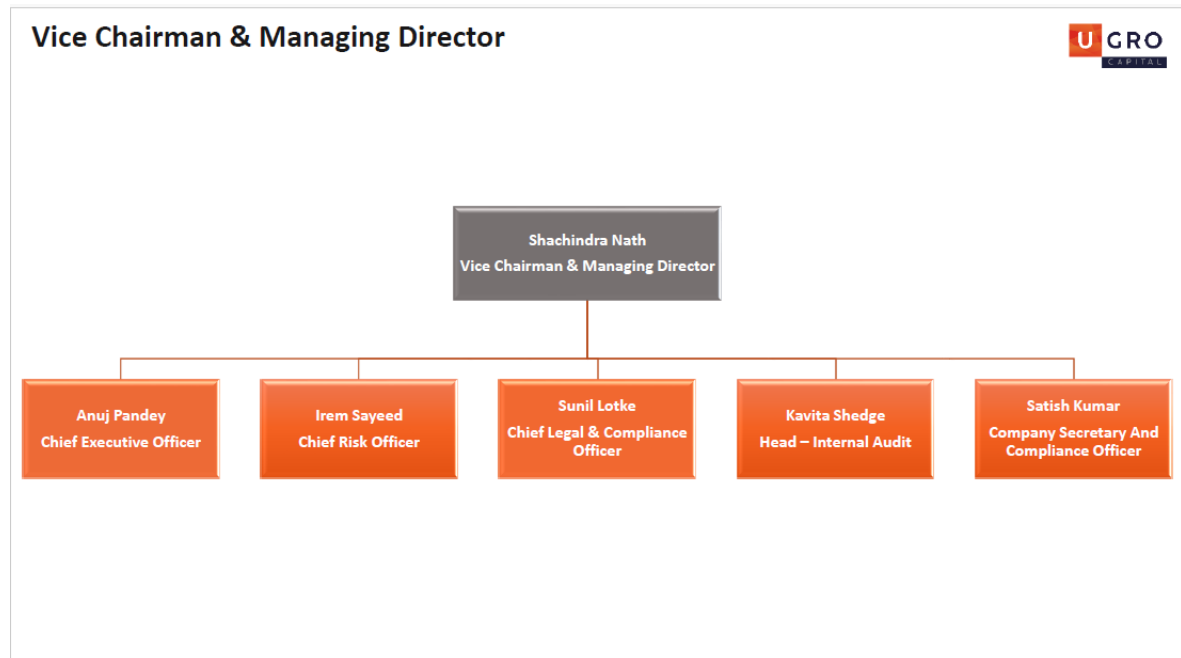 Vice Chairman & Managing Director
U GRO
CAPITAL
Shachindra Nath
Vice Chairman & Managing Director
Anuj Pandey
Chief Executive Officer
Irem Sayeed
Chief Risk Officer
Sunil Lotke
Chief Legal & Compliance
Officer
Kavita Shedge
Head – Internal Audit
Satish Kumar
Company Secretary And
Compliance Officer